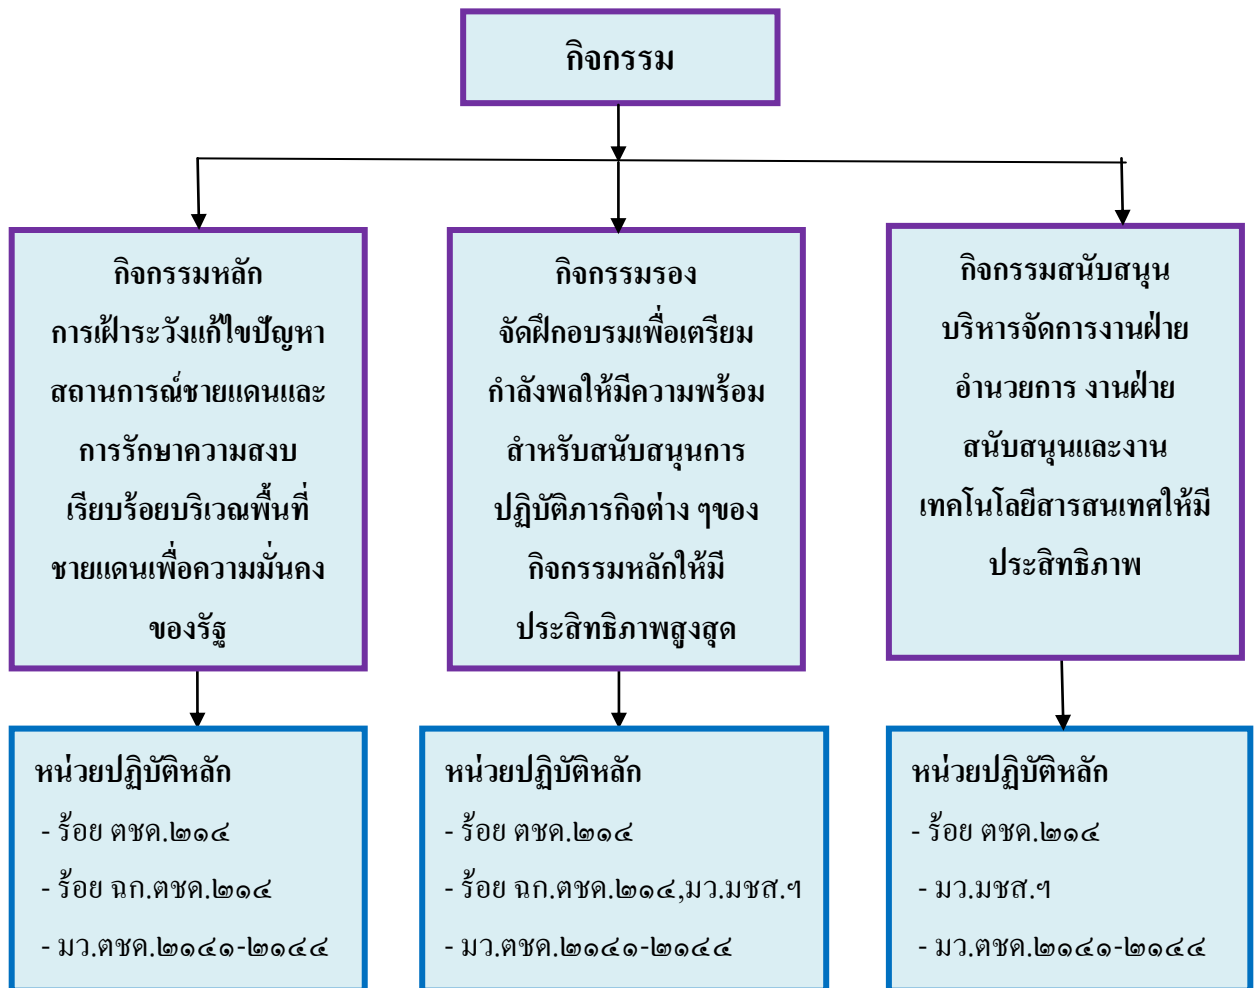 กิจกรรม
กิจกรรมหลัก
การเฝ้าระวังแก้ไขปัญหา
สถานการณ์ชายแดนและ
การรักษาความสงบ
เรียบร้อยบริเวณพื้นที่
ชายแดนเพื่อความมั่นคง
ของรัฐ
กิจกรรมรอง
จัดฝึกอบรมเพื่อเตรียม
กำลังพลให้มีความพร้อม
สำหรับสนับสนุนการ
ปฏิบัติภารกิจต่าง ๆของ
กิจกรรมหลักให้มี
ประสิทธิภาพสูงสุด
กิจกรรมสนับสนุน
บริหารจัดการงานฝ่าย
อำนวยการ งานฝ่าย
สนับสนุนและงาน
เทคโนโลยีสารสนเทศให้มี
ประสิทธิภาพ
หน่วยปฏิบัติหลัก
- ร้อย ตชด.๒๑๔
- ร้อย ฉก.ตชด.๒๑๔
- มว.ตชด.๒๑๔๑-๒๑๔๔
หน่วยปฏิบัติหลัก
- ร้อย ตชด.๒๑๔
- ร้อย ฉก.ตชด.๒๑๔,มว.มชส.ฯ
- มว.ตชด.๒๑๔๑-๒๑๔๔
หน่วยปฏิบัติหลัก
- ร้อย ตชด.๒๑๔
- มว.มชส.ฯ
- มว.ตชด.๒๑๔๑-๒๑๔๔